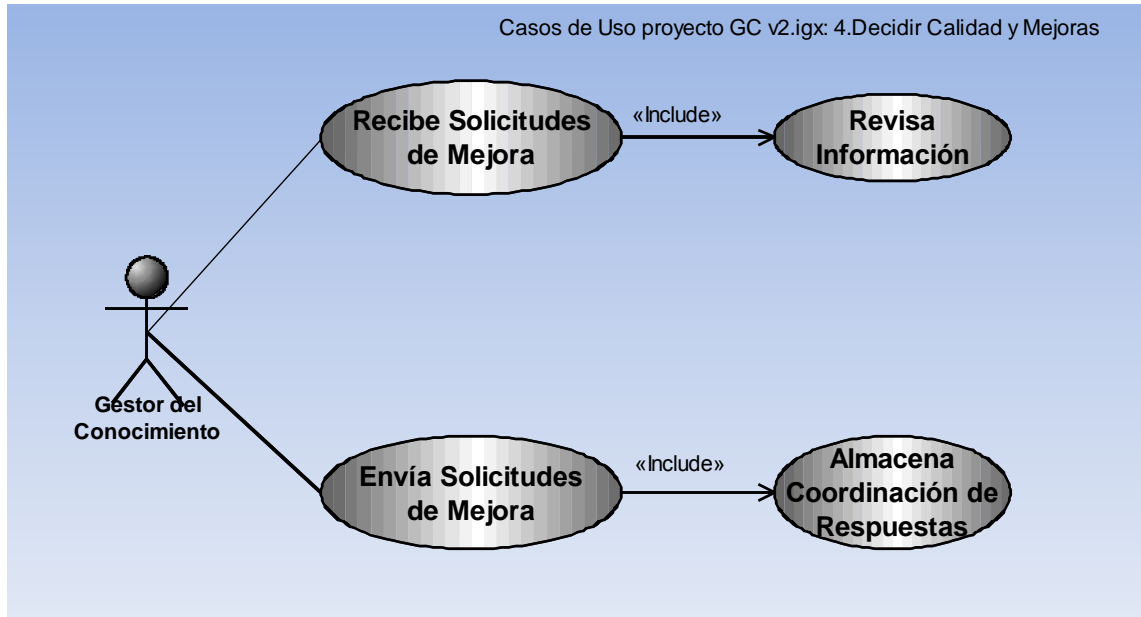 Casos de Uso proyecto GC v2.igx: 4.Decidir Calidad y Mejoras
Recibe Solicitudes
de Mejora
«Include»
Revisa
Información
Gestor del
Conocimiento
Envía Solicitudes
de Mejora
«Include»
Almacena
Coordinación de
Respuestas